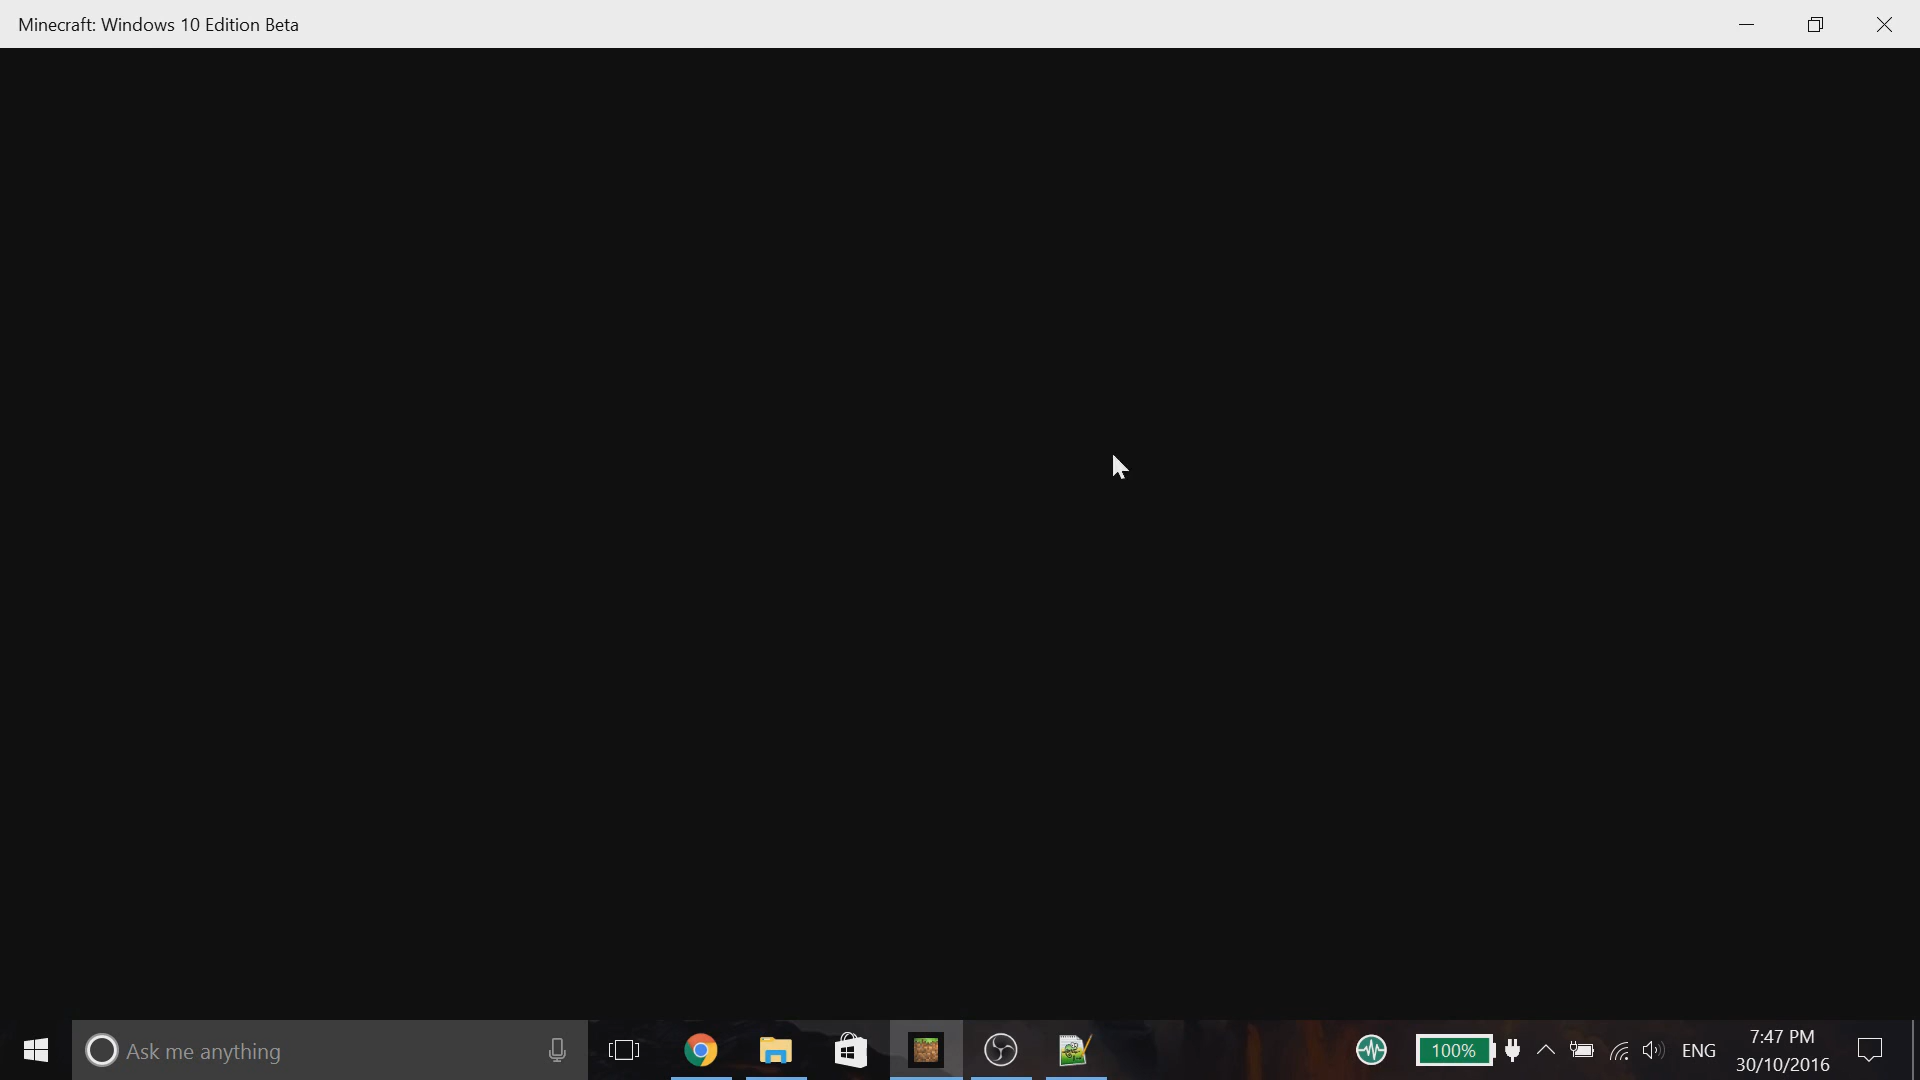 Minecraft: Windows 10 Edition Beta
Ask me anything
100%
ENG
7:47 PM
30/10/2016